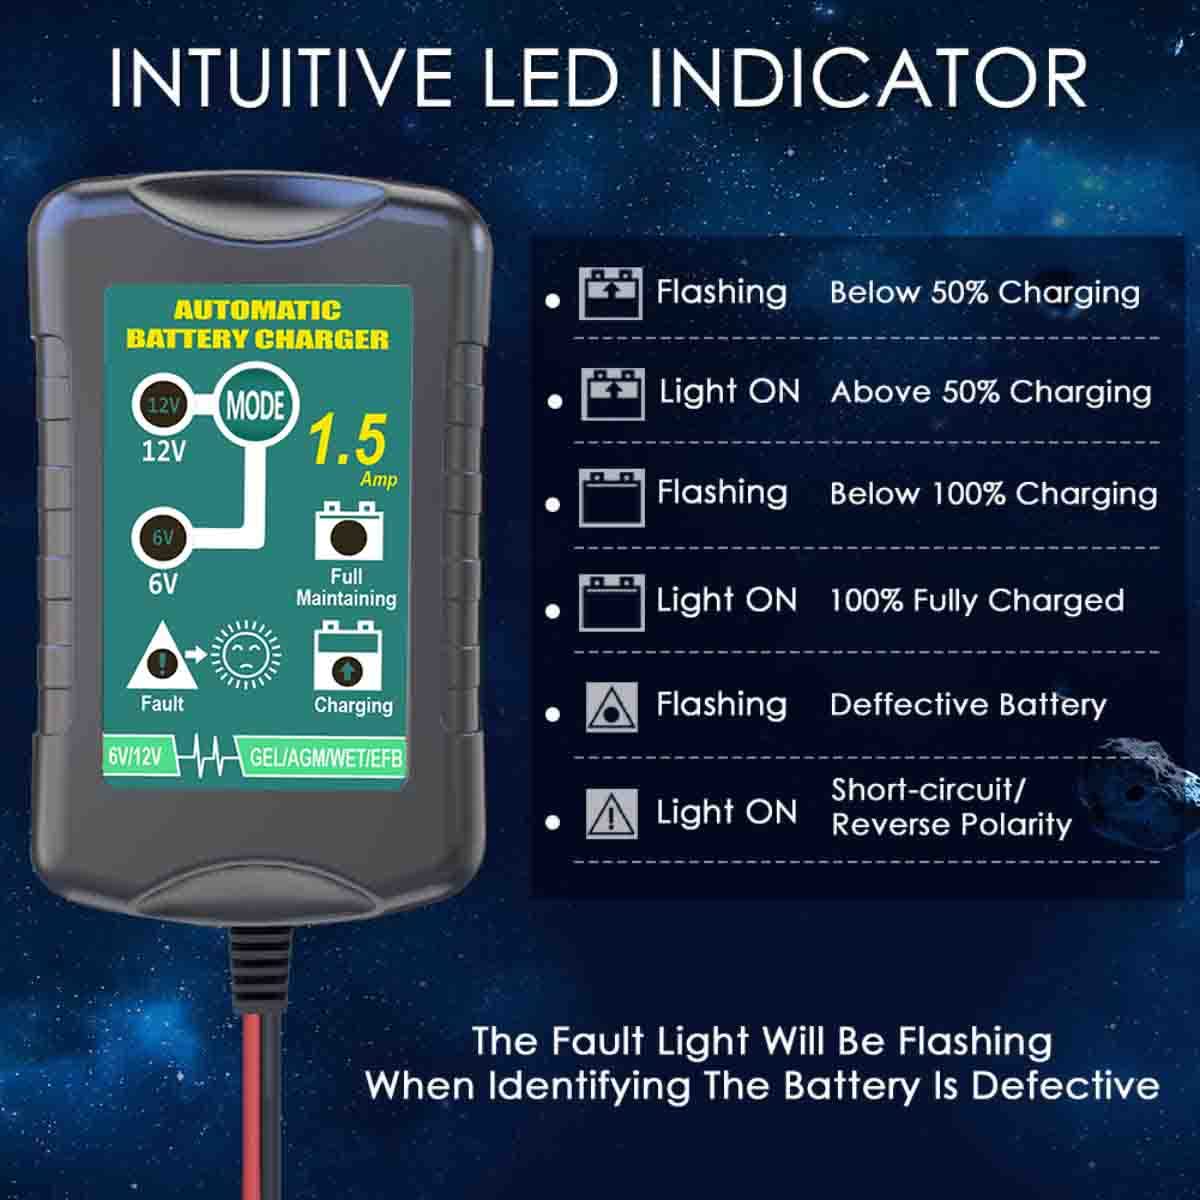 INTUITIVE LED INDICATOR
AUTOMATIC
BATTERY CHARGER
12V
MODE
12V
1.5
Amp
6V
6V
Full
Maintaining
!
Fault
Charging
6V/12V
GEL/AGM/WET/EFB
Flashing Below 50% Charging
Light ON Above 50% Charging
Flashing Below 100% Charging
Light ON 100% Fully Charged
Flashing Deffective Battery
! Light ON Short-circuit/
Reverse Polarity
The Fault Light Will Be Flashing
When Identifying The Battery Is Defective